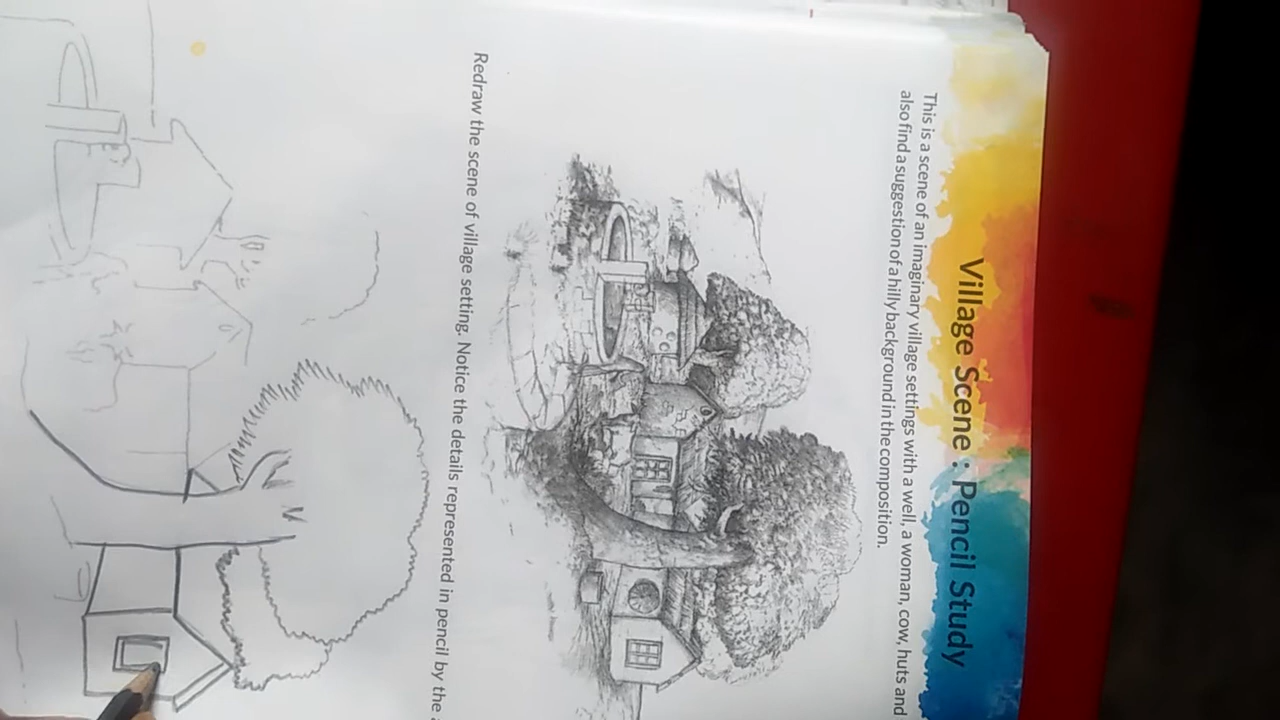 Village Scene : Pencil Study
This is a scene of an imaginary village settings with a well, a woman, cow, huts and
also find a suggestion of a hilly background in the composition.
Redraw the scene of village setting. Notice the details represented in pencil by the